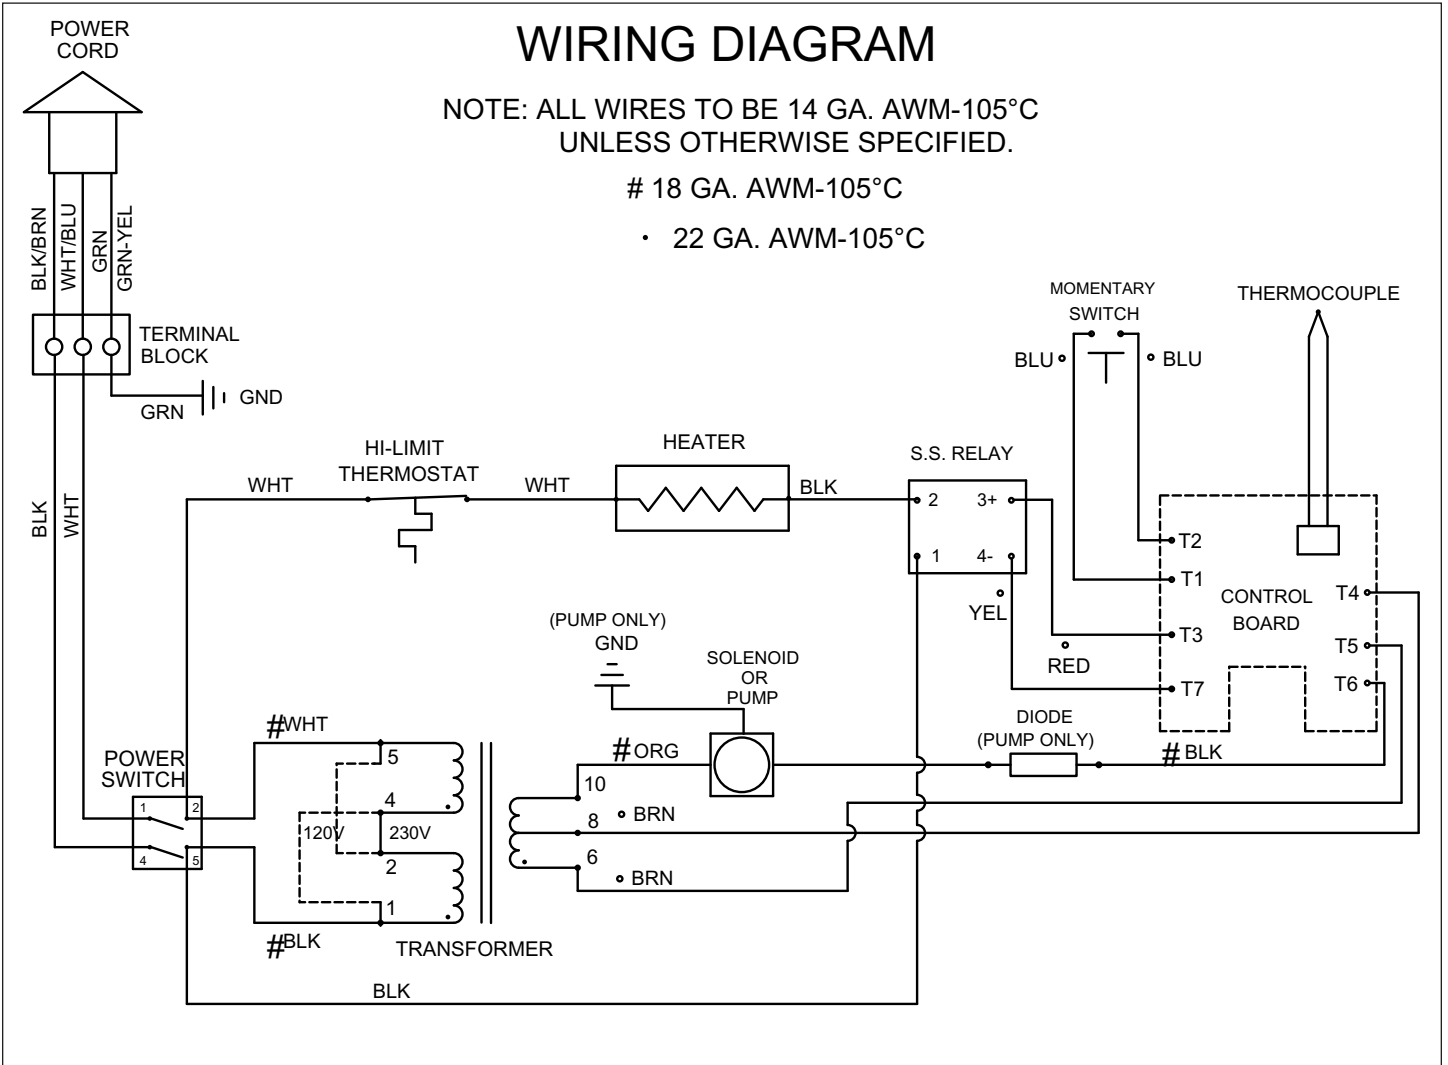 POWER
CORD
WIRING DIAGRAM
NOTE: ALL WIRES TO BE 14 GA. AWM-105°C
UNLESS OTHERWISE SPECIFIED.
# 18 GA. AWM-105°C
· 22 GA. AWM-105°C
BLK/BRN
WHT/BLU
GRN
GRN-YEL
TERMINAL
BLOCK
GRN
GND
BLK
WHT
MOMENTARY
SWITCH
BLU
BLU
THERMOCOUPLE
WHT
HI-LIMIT
THERMOSTAT
WHT
HEATER
BLK
S.S. RELAY
2
3+
1
4-
YEL
RED
T2
T1
T3
T7
CONTROL
BOARD
T4
T5
T6
(PUMP ONLY)
GND
SOLENOID
OR
PUMP
DIODE
(PUMP ONLY)
# BLK
#WHT
#ORG
POWER
SWITCH
1
2
4
5
5
4
120V
230V
2
1
10
8
BRN
6
BRN
#BLK
TRANSFORMER
BLK